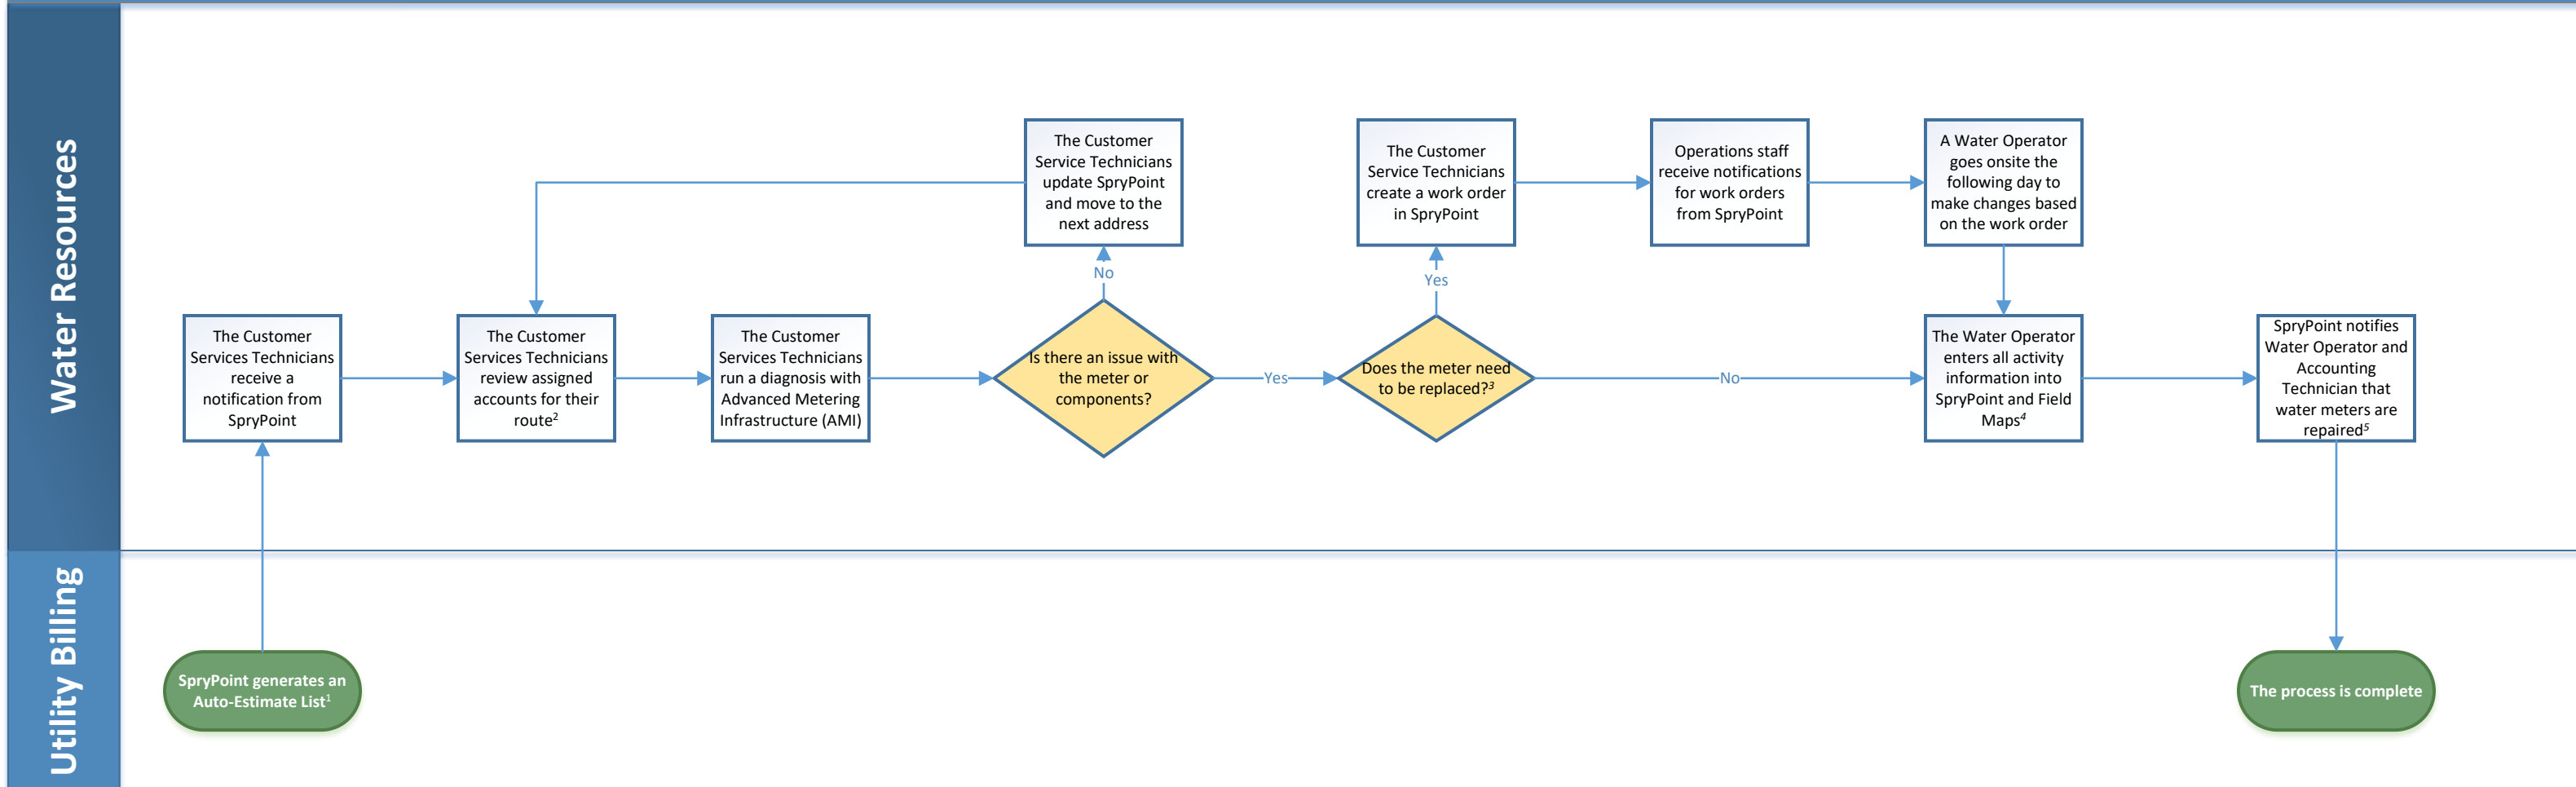 Water Resources
The Customer
Service Technicians
update SpryPoint
and move to the
next address
The Customer
Service Technicians
create a work order
in SpryPoint
Operations staff
receive notifications
for work orders
from SpryPoint
A Water Operator
goes onsite the
following day to
make changes based
on the work order
No
Yes
The Customer
Services Technicians
receive a
notification from
SpryPoint
The Customer
Services Technicians
review assigned
accounts for their
route²
The Customer
Services Technicians
run a diagnosis with
Advanced Metering
Infrastructure (AMI)
Is there an issue with
the meter or
components?
Yes
Does the meter need
to be replaced?³
No
The Water Operator
enters all activity
information into
SpryPoint and Field
Maps⁴
SpryPoint notifies
Water Operator and
Accounting
Technician that
water meters are
repaired⁵
Utility Billing
SpryPoint generates an
Auto-Estimate List¹
The process is complete